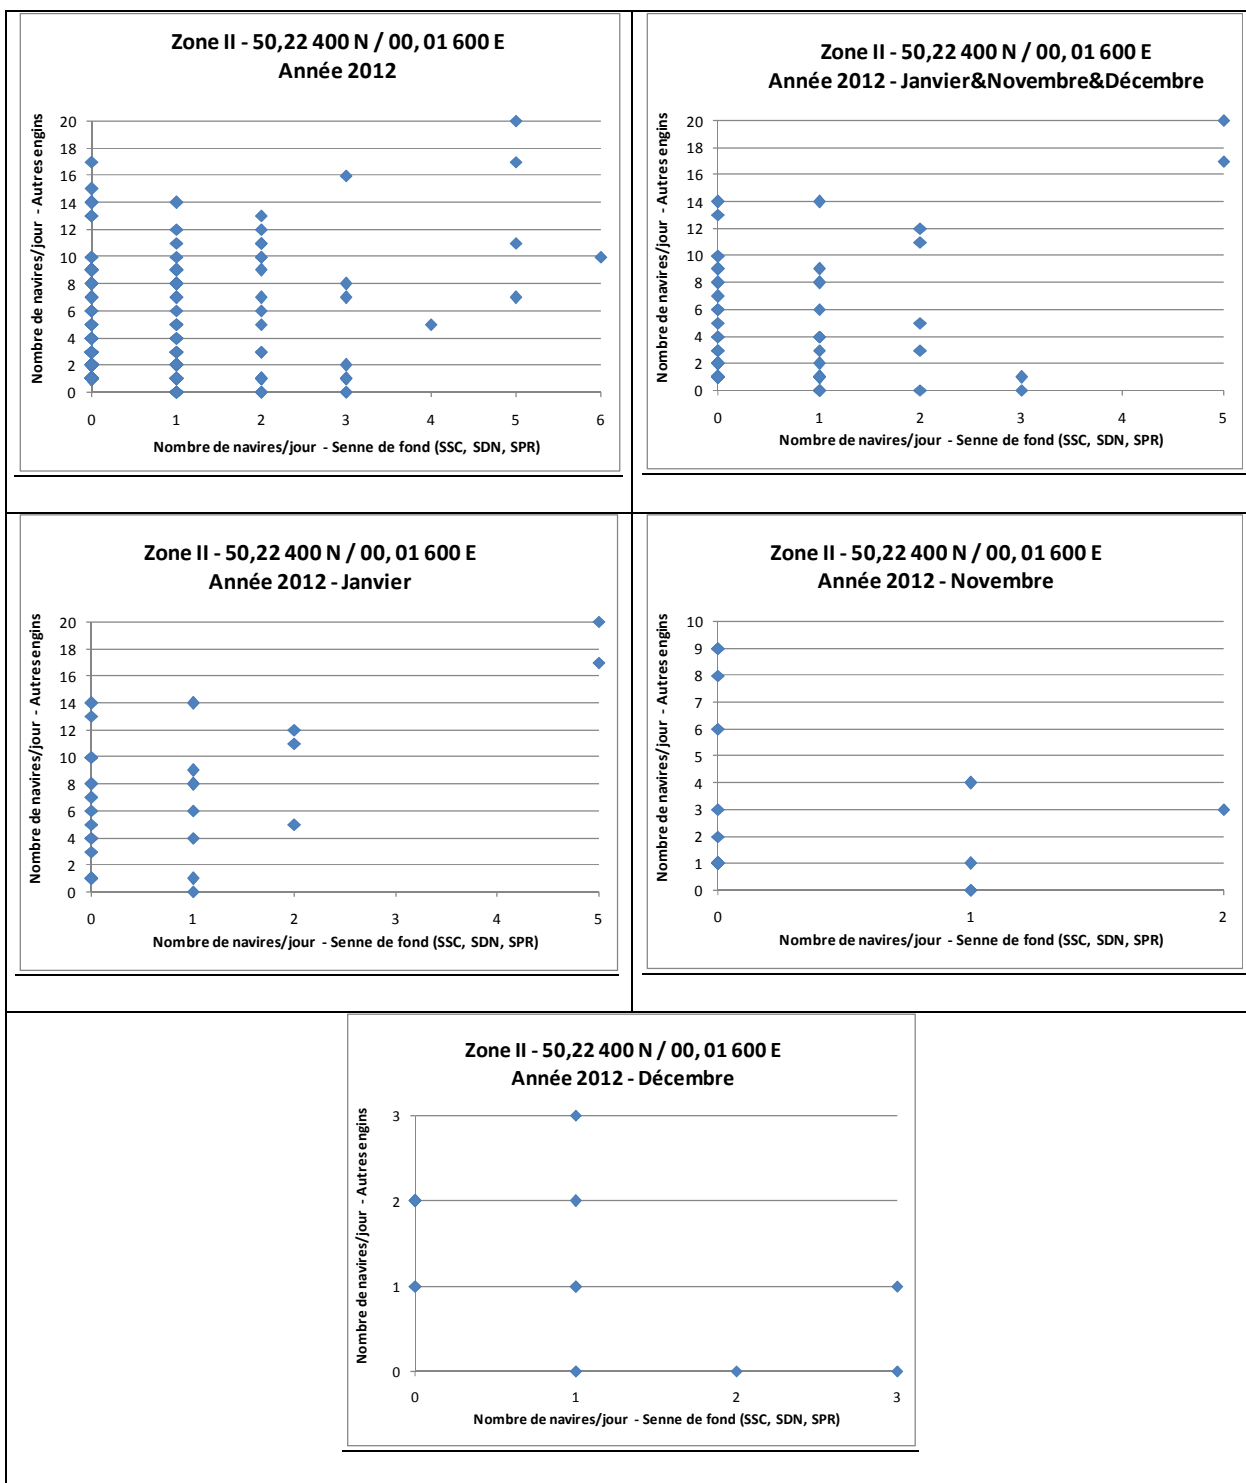 Zone II - 50,22 400 N / 00, 01 600 E
Année 2012
Nombre de navires/jour - Autres engins
20
18
16
14
12
10
8
6
4
2
0
0 1 2 3 4 5 6
Nombre de navires/jour - Senne de fond (SSC, SDN, SPR)
Zone II - 50,22 400 N / 00, 01 600 E
Année 2012 - Janvier&Novembre&Décembre
Nombre de navires/jour - Autres engins
20
18
16
14
12
10
8
6
4
2
0
0 1 2 3 4 5
Nombre de navires/jour - Senne de fond (SSC, SDN, SPR)
Zone II - 50,22 400 N / 00, 01 600 E
Année 2012 - Janvier
Nombre de navires/jour - Autres engins
20
18
16
14
12
10
8
6
4
2
0
0 1 2 3 4 5
Nombre de navires/jour - Senne de fond (SSC, SDN, SPR)
Zone II - 50,22 400 N / 00, 01 600 E
Année 2012 - Novembre
Nombre de navires/jour - Autres engins
10
9
8
7
6
5
4
3
2
1
0
0 1 2
Nombre de navires/jour - Senne de fond (SSC, SDN, SPR)
Zone II - 50,22 400 N / 00, 01 600 E
Année 2012 - Décembre
Nombre de navires/jour - Autres engins
3
2
1
0
0 1 2 3
Nombre de navires/jour - Senne de fond (SSC, SDN, SPR)